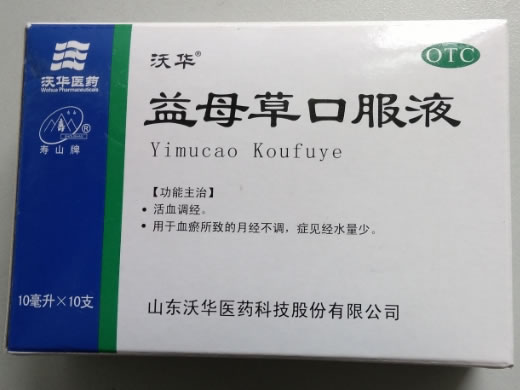 沃华医药
Wohua Pharmaceuticals
寿山牌
10毫升×10支
沃华®
OTC
益母草口服液
Yimucao Koufuye
【功能主治】
• 活血调经。
• 用于血瘀所致的月经不调，症见经水量少。
山东沃华医药科技股份有限公司